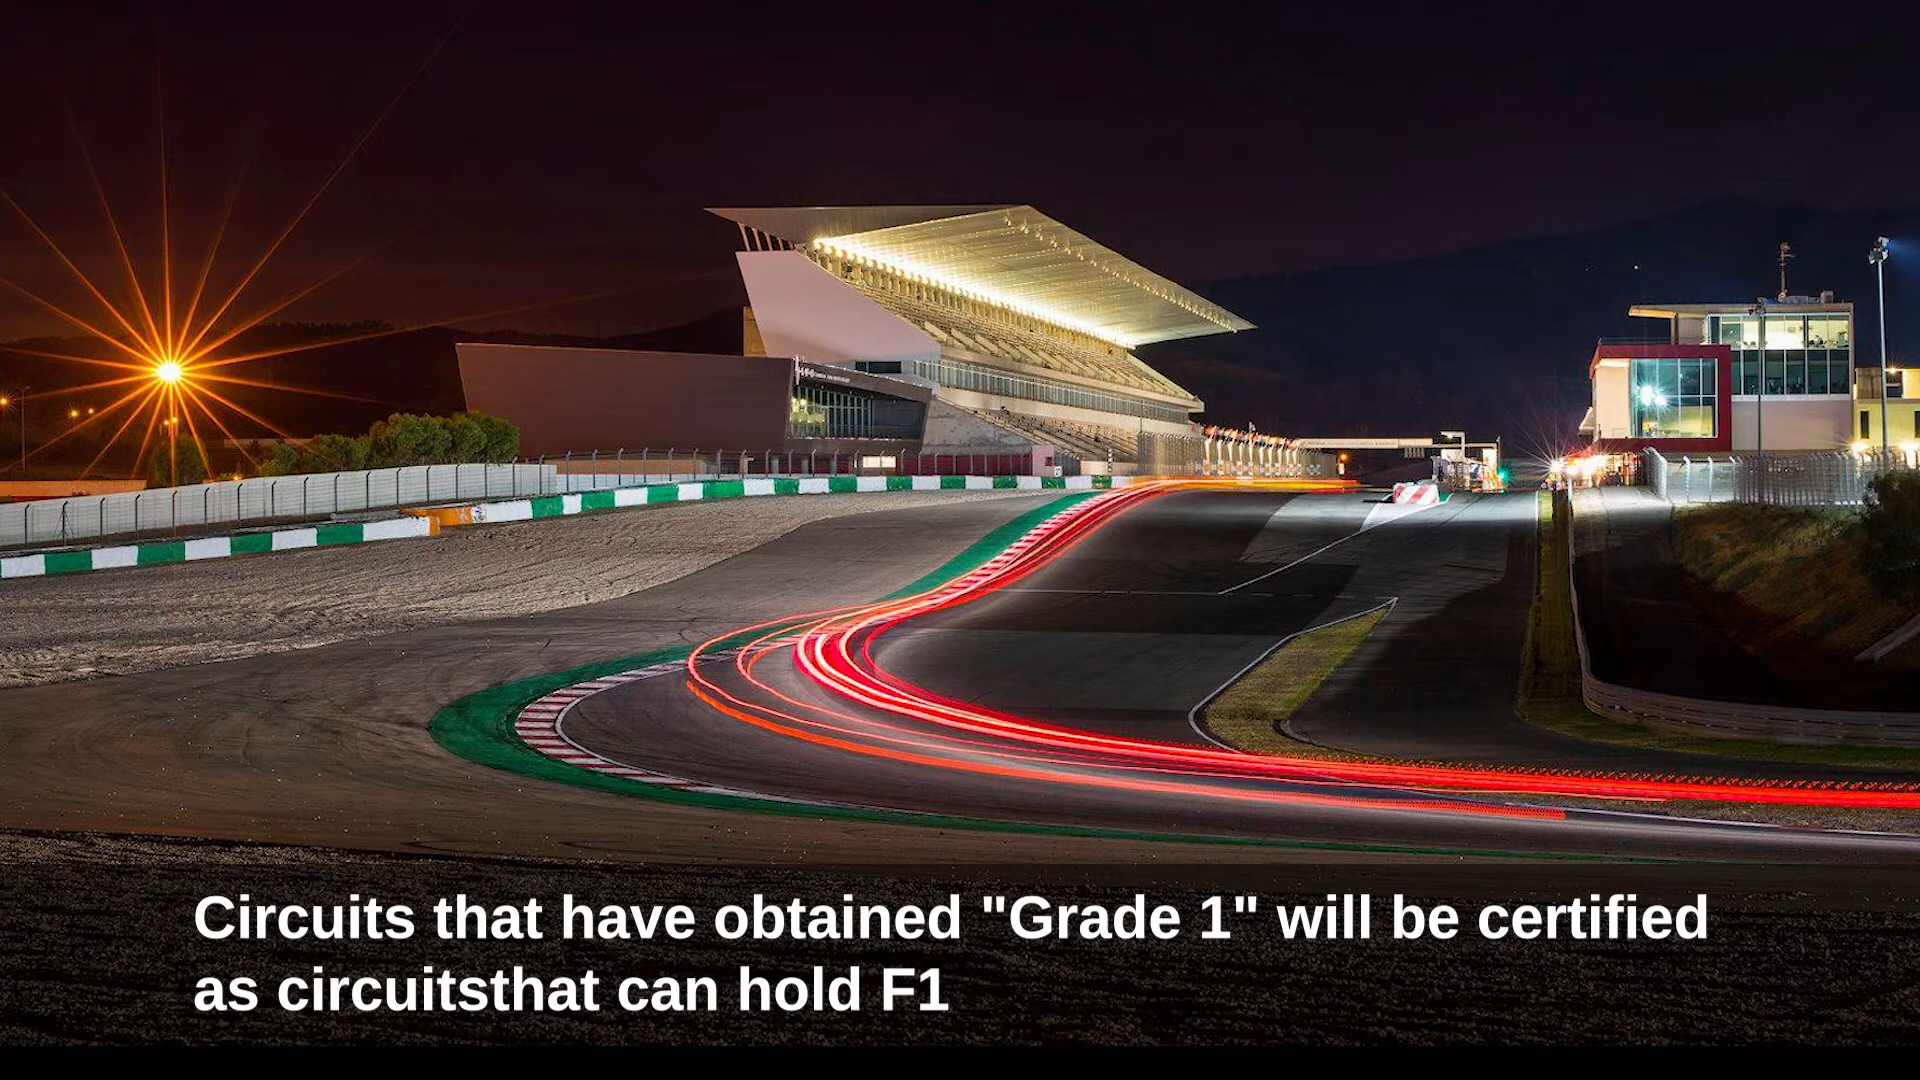 Circuits that have obtained "Grade 1" will be certified
as circuitsthat can hold F1